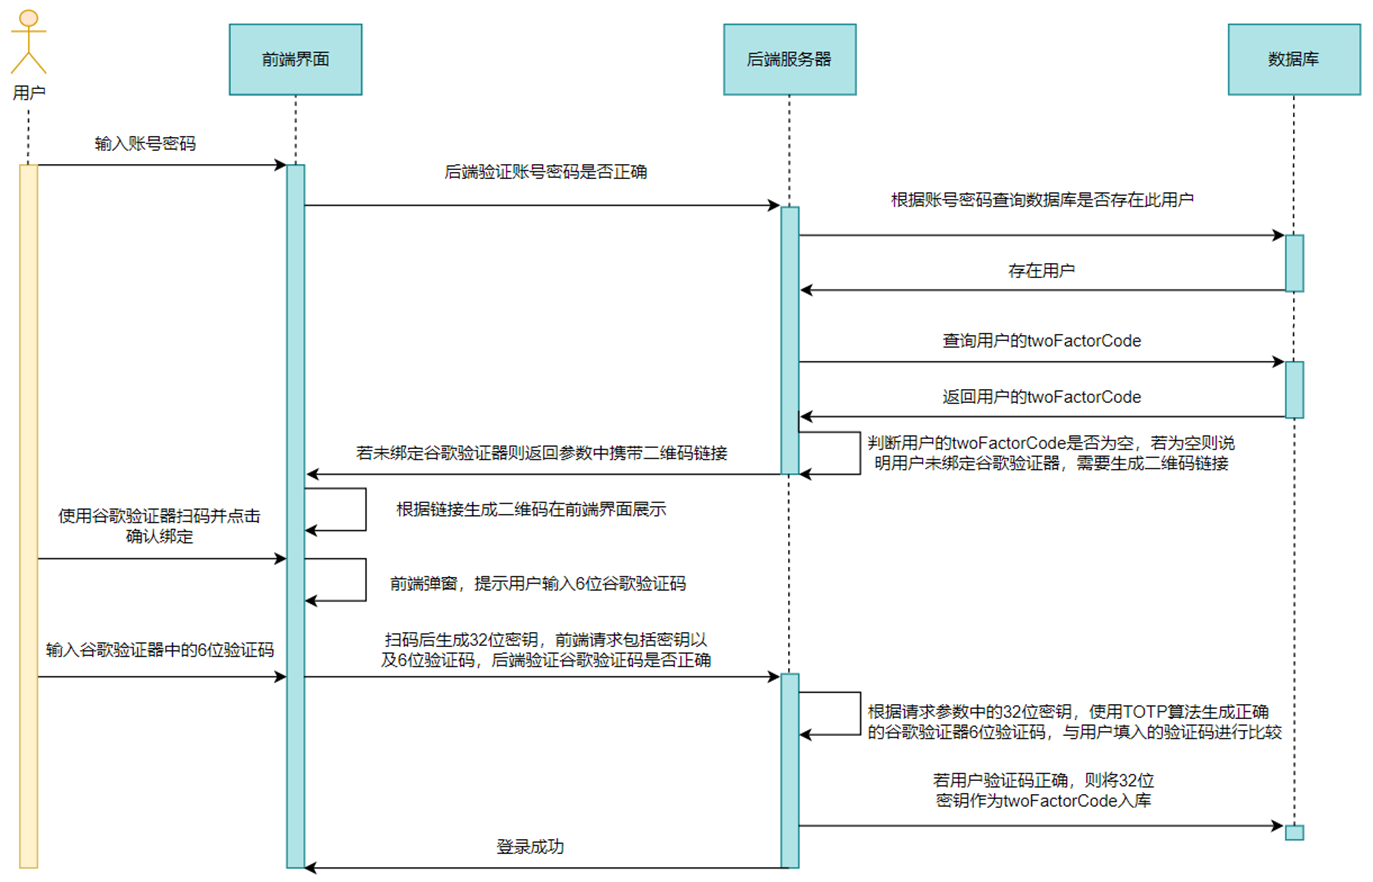 用户
前端界面
后端服务器
数据库
输入账号密码
后端验证账号密码是否正确
根据账号密码查询数据库是否存在此用户
存在用户
查询用户的twoFactorCode
返回用户的twoFactorCode
判断用户的twoFactorCode是否为空，若为空则说
明用户未绑定谷歌验证器，需要生成二维码链接
若未绑定谷歌验证器则返回参数中携带二维码链接
根据链接生成二维码在前端界面展示
使用谷歌验证器扫码并点击
确认绑定
前端弹窗，提示用户输入6位谷歌验证码
输入谷歌验证器中的6位验证码
扫码后生成32位密钥，前端请求包括密钥以
及6位验证码，后端验证谷歌验证码是否正确
根据请求参数中的32位密钥，使用TOTP算法生成正确
的谷歌验证器6位验证码，与用户填入的验证码进行比较
若用户验证码正确，则将32位
密钥作为twoFactorCode入库
登录成功